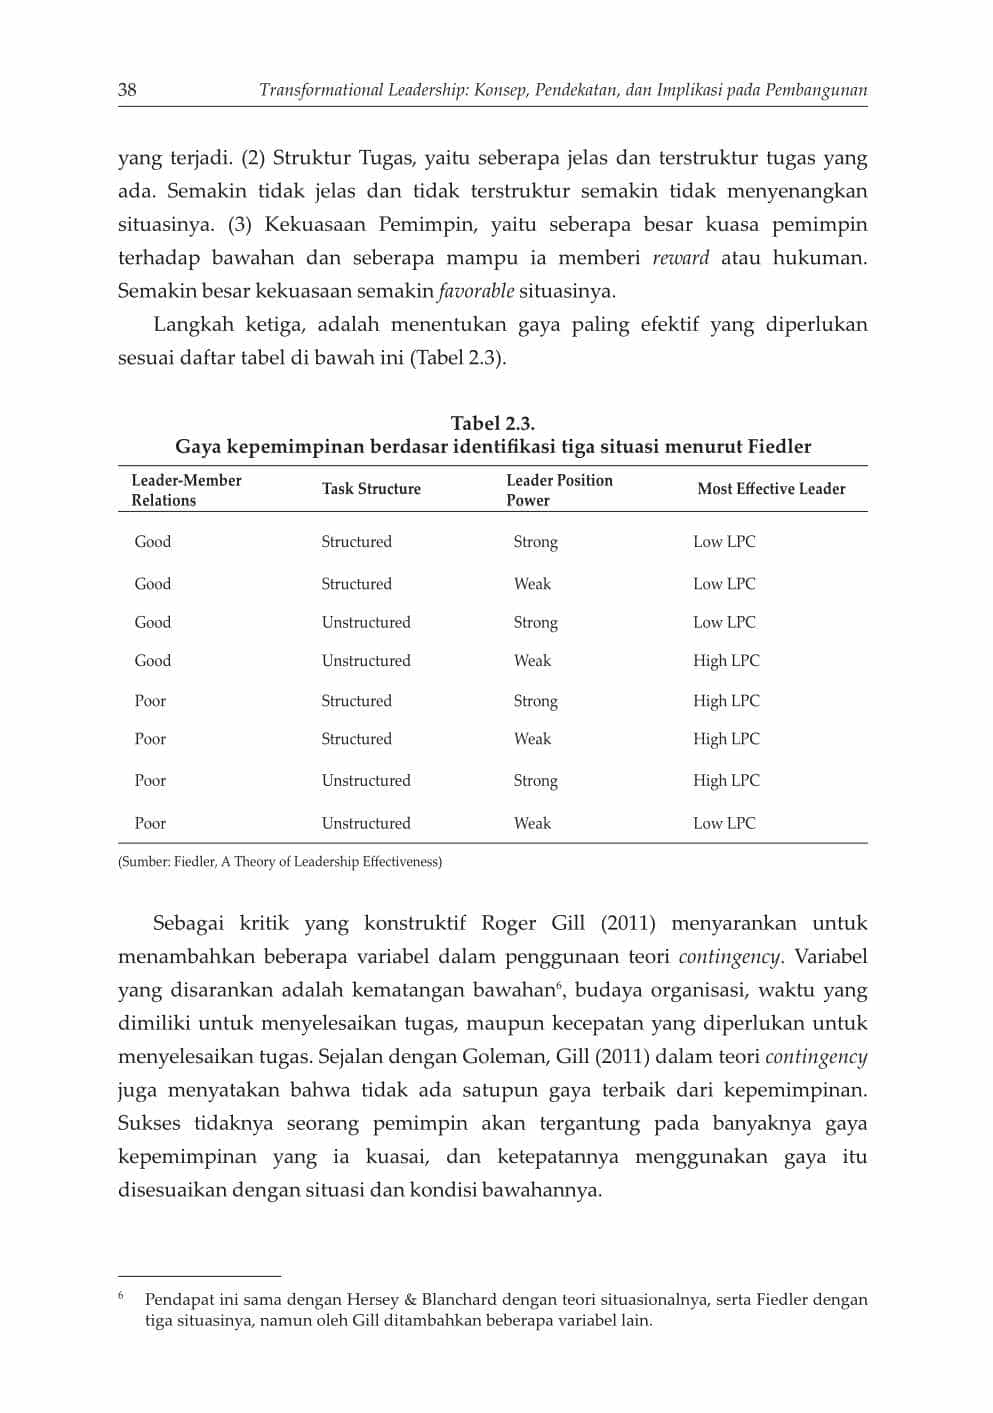 38 Transformational Leadership: Konsep, Pendekatan, dan Implikasi pada Pembangunan
yang terjadi. (2) Struktur Tugas, yaitu seberapa jelas dan terstruktur tugas yang
ada. Semakin tidak jelas dan tidak terstruktur semakin tidak menyenangkan
situasinya. (3) Kekuasaan Pemimpin, yaitu seberapa besar kuasa pemimpin
terhadap bawahan dan seberapa mampu ia memberi reward atau hukuman.
Semakin besar kekuasaan semakin favorable situasinya.
Langkah ketiga, adalah menentukan gaya paling efektif yang diperlukan
sesuai daftar tabel di bawah ini (Tabel 2.3).
Tabel 2.3.
Gaya kepemimpinan berdasar identifikasi tiga situasi menurut Fiedler
Leader-Member Relations Task Structure Leader Position Power Most Effective Leader
Good Structured Strong Low LPC
Good Structured Weak Low LPC
Good Unstructured Strong Low LPC
Good Unstructured Weak High LPC
Poor Structured Strong High LPC
Poor Structured Weak High LPC
Poor Unstructured Strong High LPC
Poor Unstructured Weak Low LPC
(Sumber: Fiedler, A Theory of Leadership Effectiveness)
Sebagai kritik yang konstruktif Roger Gill (2011) menyarankan untuk
menambahkan beberapa variabel dalam penggunaan teori contingency. Variabel
yang disarankan adalah kematangan bawahan⁶, budaya organisasi, waktu yang
dimiliki untuk menyelesaikan tugas, maupun kecepatan yang diperlukan untuk
menyelesaikan tugas. Sejalan dengan Goleman, Gill (2011) dalam teori contingency
juga menyatakan bahwa tidak ada satupun gaya terbaik dari kepemimpinan.
Sukses tidaknya seorang pemimpin akan tergantung pada banyaknya gaya
kepemimpinan yang ia kuasai, dan ketepatannya menggunakan gaya itu
disesuaikan dengan situasi dan kondisi bawahannya.
⁶ Pendapat ini sama dengan Hersey & Blanchard dengan teori situasionalnya, serta Fiedler dengan
tiga situasinya, namun oleh Gill ditambahkan beberapa variabel lain.